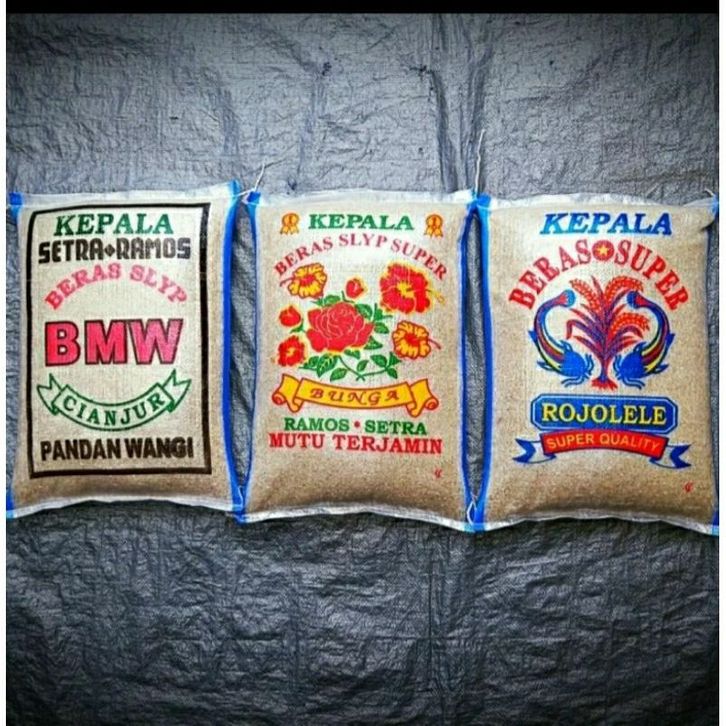 KEPALA
SETRA RAMOS
BERAS SLYP
BMW
CIANJUR
PANDAN WANGI
KEPALA
BERAS SLYP SUPER
BUNGA
RAMOS • SETRA
MUTU TERJAMIN
KEPALA
BERAS SUPER
ROJOLELE
SUPER QUALITY